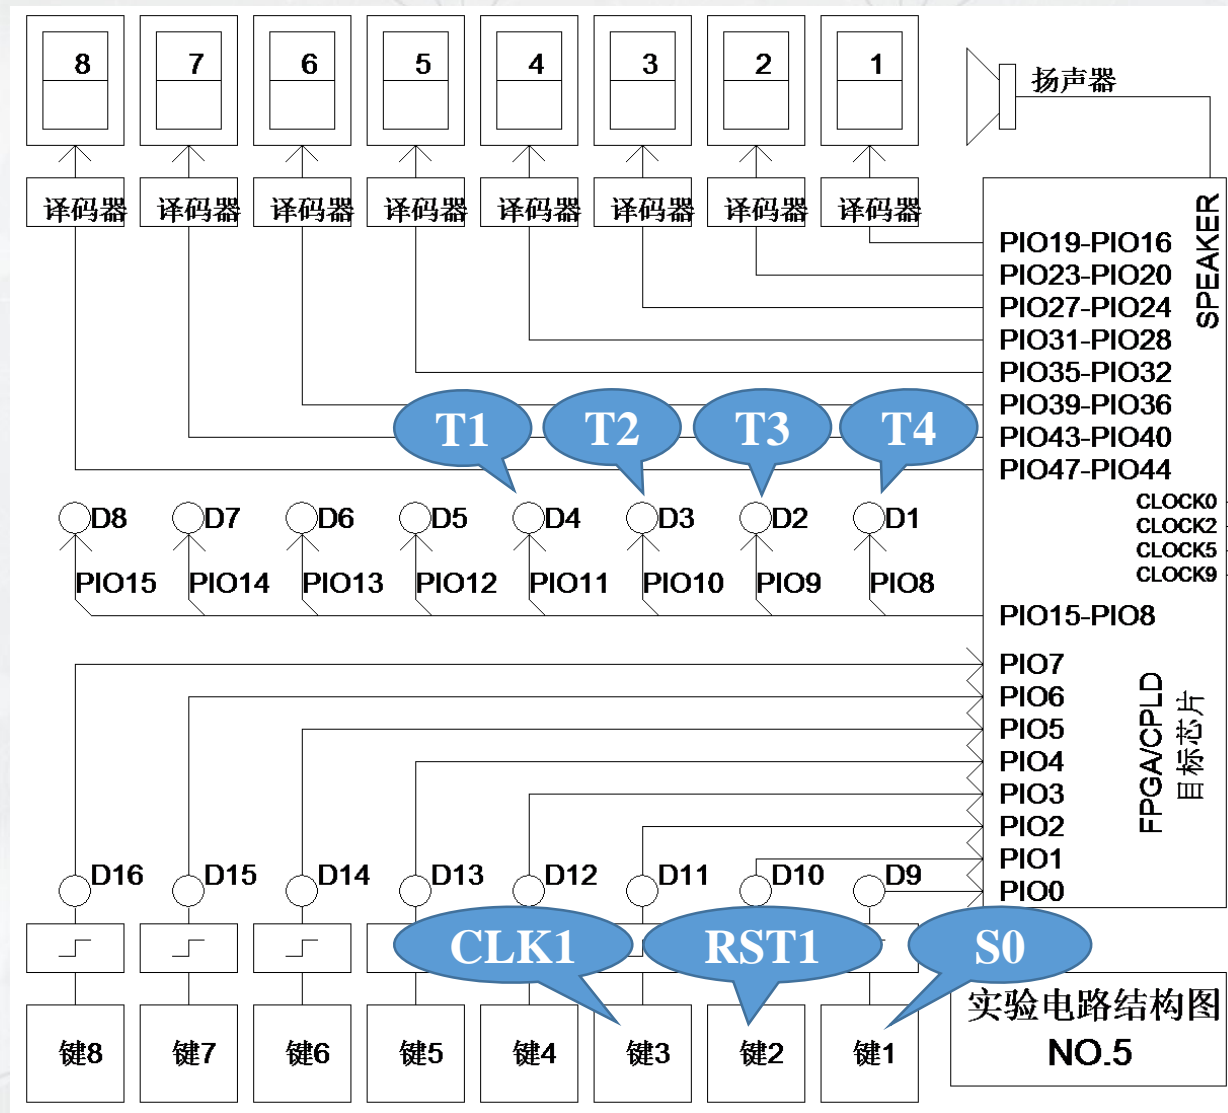 8 7 6 5 4 3 2 1
扬声器
译码器 译码器 译码器 译码器 译码器 译码器 译码器 译码器
SPEAKER
PIO19-PIO16
PIO23-PIO20
PIO27-PIO24
PIO31-PIO28
PIO35-PIO32
PIO39-PIO36
PIO43-PIO40
PIO47-PIO44
T1 T2 T3 T4
CLOCK0
CLOCK2
CLOCK5
CLOCK9
D8 D7 D6 D5 D4 D3 D2 D1
PIO15 PIO14 PIO13 PIO12 PIO11 PIO10 PIO9 PIO8
PIO15-PIO8
PIO7
PIO6
PIO5
PIO4
PIO3
PIO2
PIO1
PIO0
FPGA/CPLD
目标芯片
D16 D15 D14 D13 D12 D11 D10 D9
CLK1 RST1 S0
键8 键7 键6 键5 键4 键3 键2 键1
实验电路结构图
NO.5